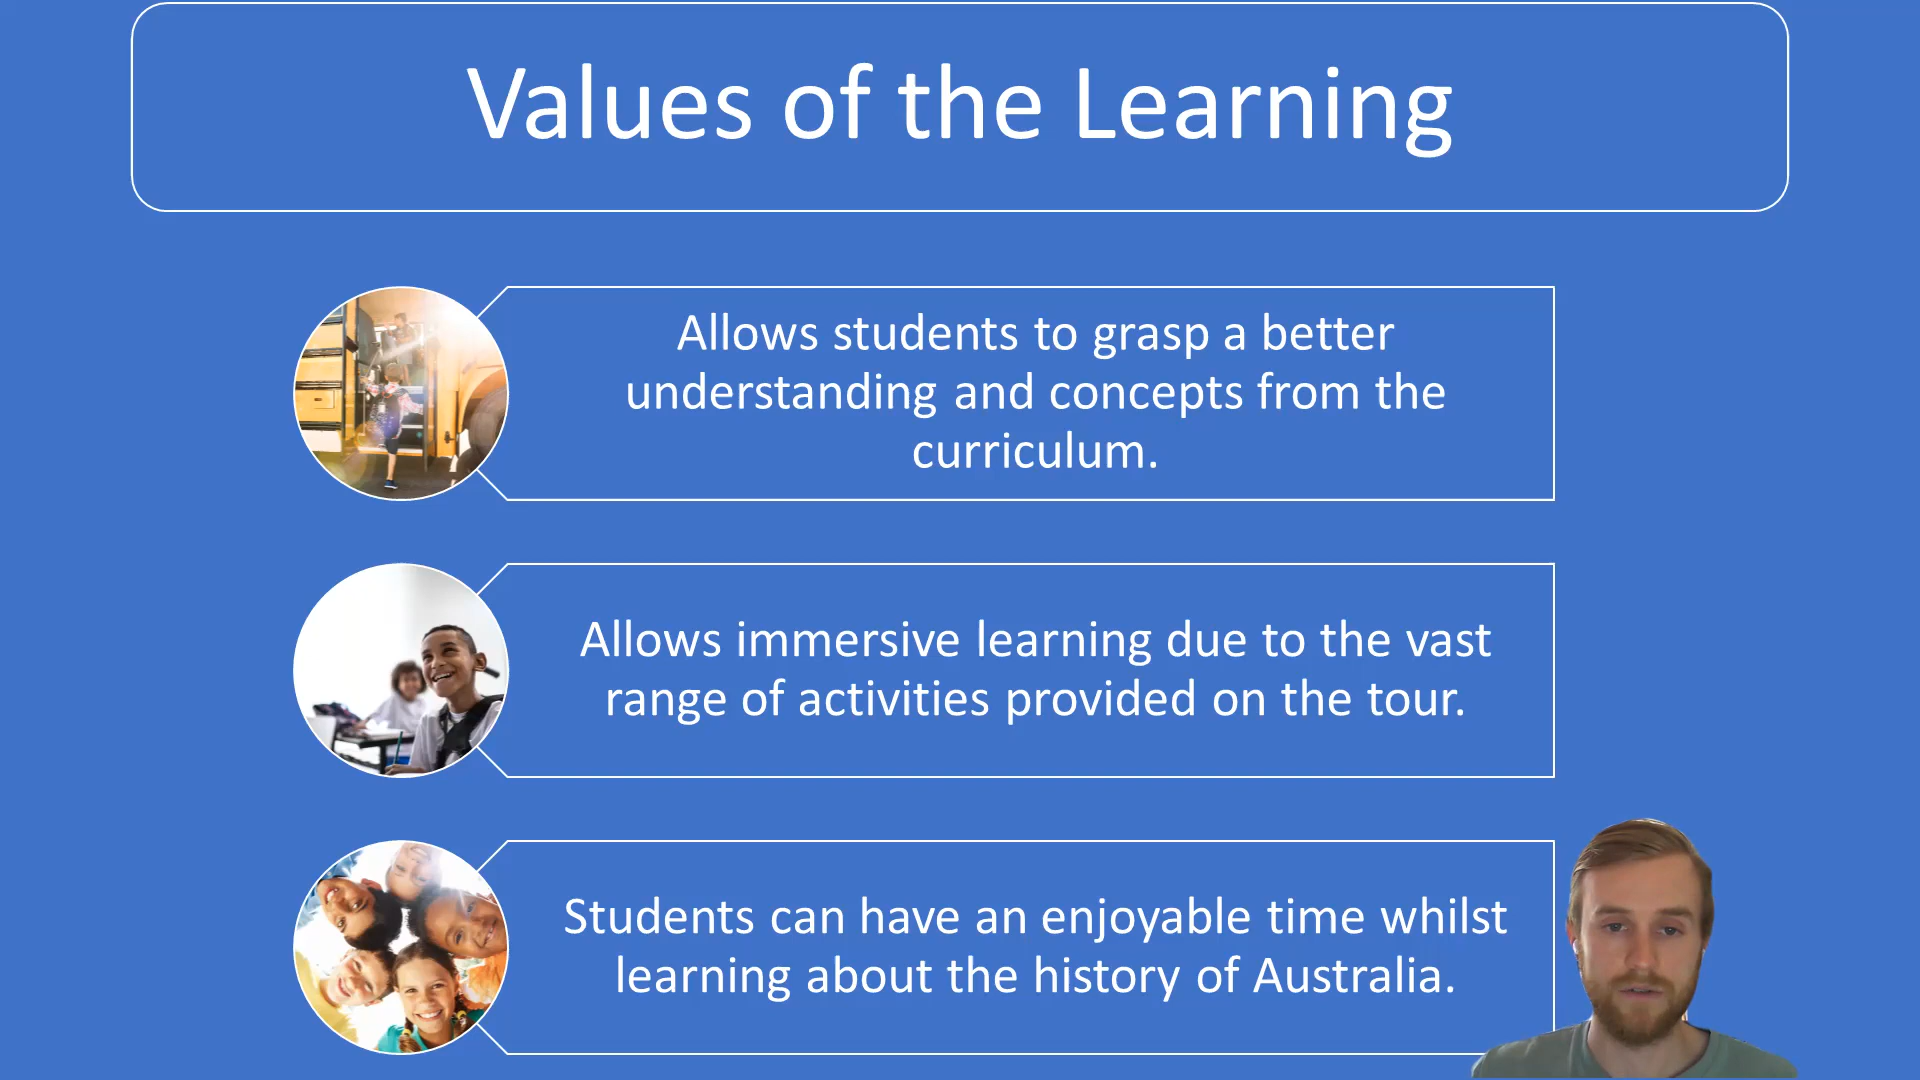 Values of the Learning
Allows students to grasp a better
understanding and concepts from the
curriculum.
Allows immersive learning due to the vast
range of activities provided on the tour.
Students can have an enjoyable time whilst
learning about the history of Australia.